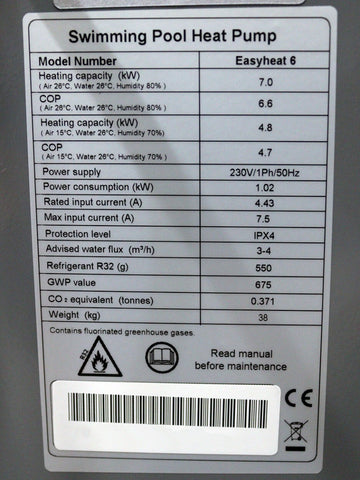 Swimming Pool Heat Pump
Model Number Easyheat 6
Heating capacity (kW) 7.0
( Air 26°C, Water 26°C, Humidity 80% )
COP 6.6
( Air 26°C, Water 26°C, Humidity 80% )
Heating capacity (kW) 4.8
( Air 15°C, Water 26°C, Humidity 70%)
COP 4.7
( Air 15°C, Water 26°C, Humidity 70% )
Power supply 230V/1Ph/50Hz
Power consumption (kW) 1.02
Rated input current (A) 4.43
Max input current (A) 7.5
Protection level IPX4
Advised water flux (m³/h) 3-4
Refrigerant R32 (g) 550
GWP value 675
CO₂ equivalent (tonnes) 0.371
Weight (kg) 38
Contains fluorinated greenhouse gases.
R32
Read manual
before maintenance
CE